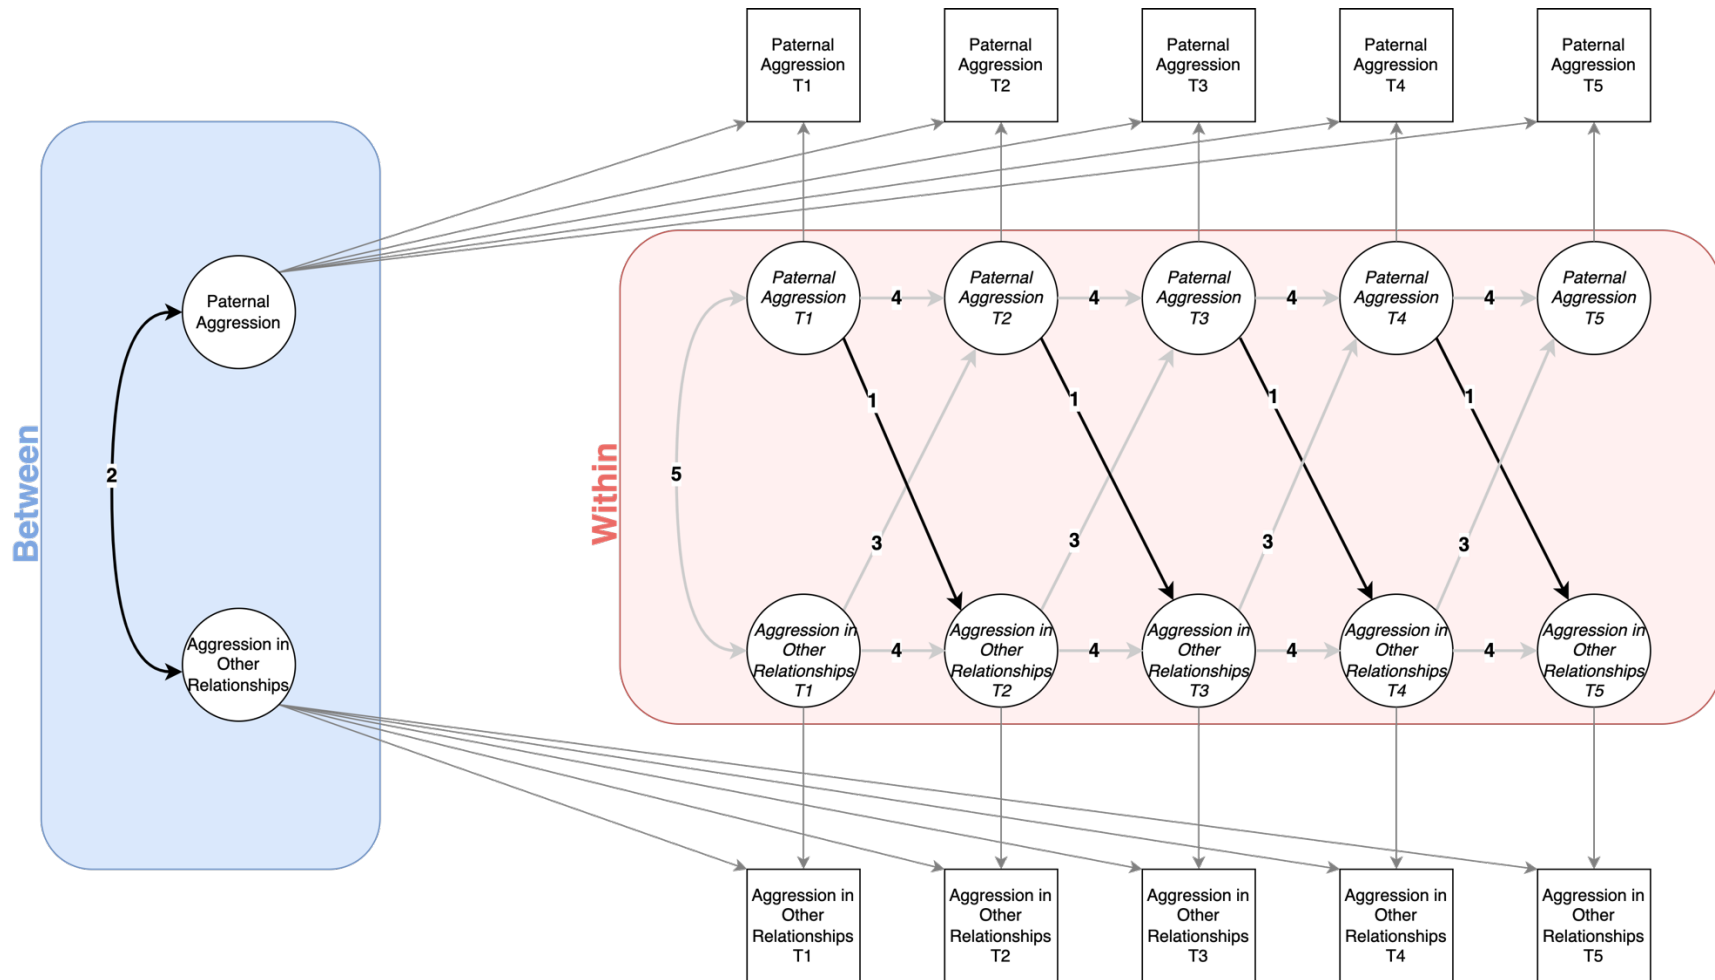 Paternal
Aggression
T1
Paternal
Aggression
T2
Paternal
Aggression
T3
Paternal
Aggression
T4
Paternal
Aggression
T5
Between
Paternal
Aggression
2
Aggression in
Other
Relationships
Within
Paternal
Aggression
T1
4
Paternal
Aggression
T2
4
Paternal
Aggression
T3
4
Paternal
Aggression
T4
4
Paternal
Aggression
T5
1
1
1
1
5
3
3
3
3
Aggression in
Other
Relationships
T1
4
Aggression in
Other
Relationships
T2
4
Aggression in
Other
Relationships
T3
4
Aggression in
Other
Relationships
T4
4
Aggression in
Other
Relationships
T5
Aggression in
Other
Relationships
T1
Aggression in
Other
Relationships
T2
Aggression in
Other
Relationships
T3
Aggression in
Other
Relationships
T4
Aggression in
Other
Relationships
T5